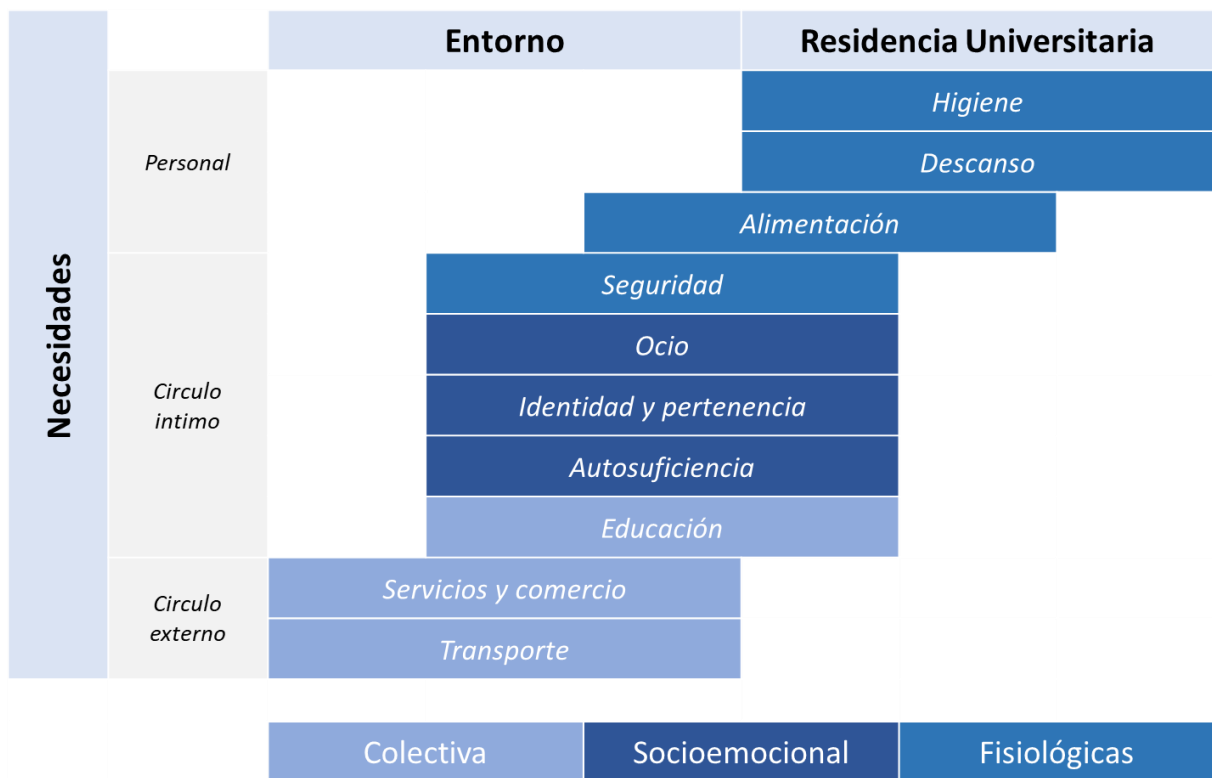 Entorno
Residencia Universitaria
Necesidades
Personal
Higiene
Descanso
Alimentación
Circulo
intimo
Seguridad
Ocio
Identidad y pertenencia
Autosuficiencia
Educación
Circulo
externo
Servicios y comercio
Transporte
Colectiva
Socioemocional
Fisiológicas